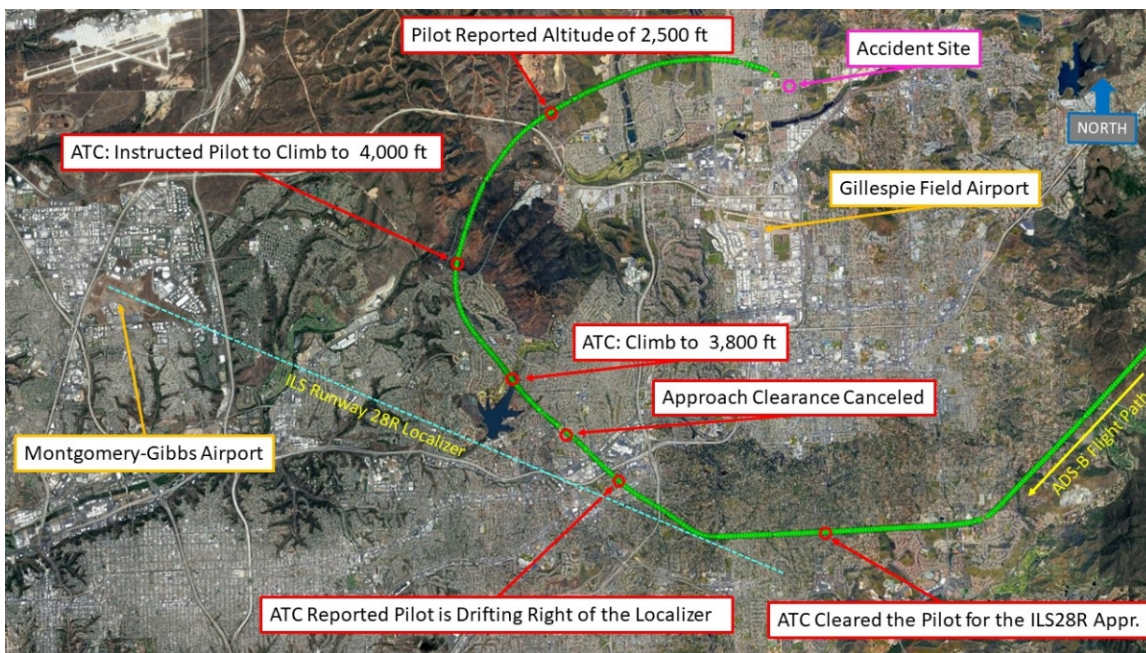 Pilot Reported Altitude of 2,500 ft
Accident Site
NORTH
ATC: Instructed Pilot to Climb to 4,000 ft
Gillespie Field Airport
ATC: Climb to 3,800 ft
Approach Clearance Canceled
ILS Runway 28R Localizer
Montgomery-Gibbs Airport
ADS-B Flight Path
ATC Reported Pilot is Drifting Right of the Localizer
ATC Cleared the Pilot for the ILS28R Appr.